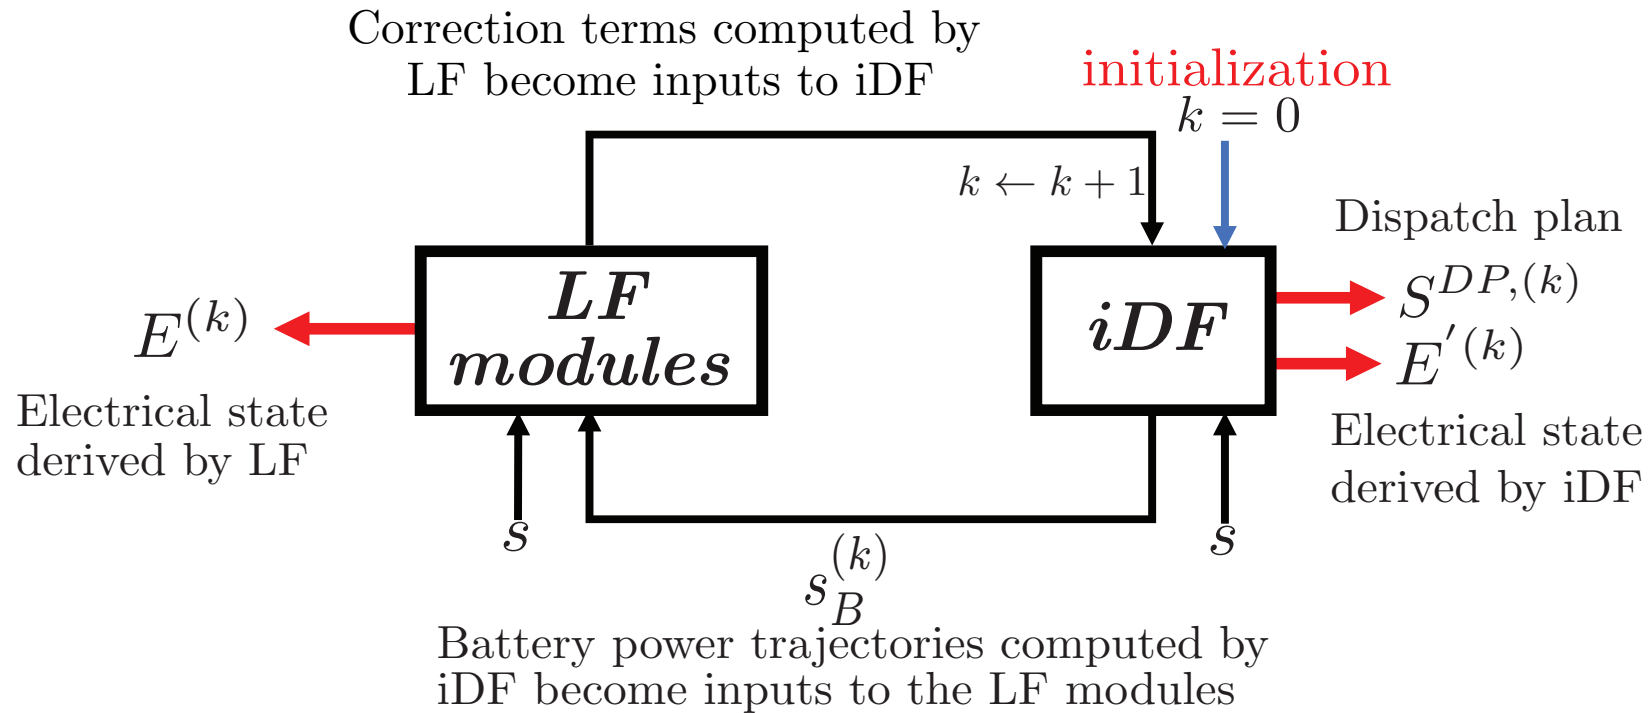 Correction terms computed by
LF become inputs to iDF
initialization
k = 0
k ← k + 1
Dispatch plan
LF
modules
iDF
S^{DP,(k)}
E^{(k)}
E^{'(k)}
Electrical state
derived by LF
Electrical state
derived by iDF
s
s
s_B^{(k)}
Battery power trajectories computed by
iDF become inputs to the LF modules